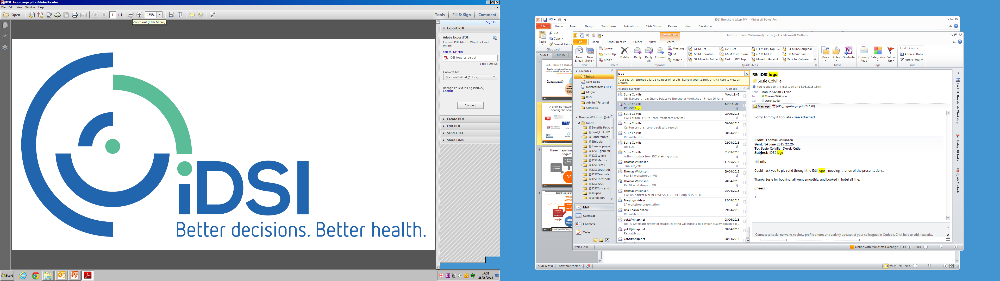 iDSI_logo-Large.pdf - Adobe Reader
File Edit View Window Help
Open 1 / 1 185% Tools Fill & Sign Comment
Zoom out (Ctrl+Minus)
iDSI
Better decisions. Better health.
Sign In
Export PDF
Adobe ExportPDF
Convert PDF files to Word or Excel online.
Select PDF File:
iDSI_logo-Large.pdf
1 file / 293 KB
Convert To:
Microsoft Word (*.docx)
Recognize Text in English(U.S.)
Change
Convert
Create PDF
Edit PDF
Send Files
Store Files
Start
14:39
25/06/2015
IDSI threshold wksp TW - Microsoft PowerPoint
File Home Insert Design Transitions Animations Slide Show Review View Developer
Paste
Cut
Copy
Format Painte
Clipboard
Slides Outline
5
But... there is a seriou
6
A growing networ
sharing the sam
EIU
HiTAP
NICE
7
Three major fun
togeth
iDS
NICE
8
Better Decisions for
Slide 6 of 8 "new nice theme" 94%
Inbox - Thomas.Wilkinson@nice.org.uk - Microsoft Outlook
Search Tools
File Home Send / Receive Folder View Search
New E-mail
New Items
New
Ignore
Clean Up
Junk
Delete
Delete
Reply
Reply All
Forward
Meeting
IM
More
Respond
G1 M Ref G2 T Ref G3 M iDSI top u... G4 M iDSI original
G5 M Countries G6 M Institutions G7 M MEEP G8 M Vietnam
G9 Move to folder Task to iDSI top ... Move to Gates-R... Task to Vietnam
Quick Steps
Move
Rules
OneNote
Move
Unread/ Read
Categorize
Follow Up
Tags
Find a Contact
Address Book
Filter E-mail
Find
Favorites
Inbox
Sent Items
Deleted Items (4439)
Maryke
PhD
Admin / Personal
Contacts
Thomas.Wilkinson@nic
Inbox
@Benefits Packa
@Conf_HTAi 201
@Conferences
@Ethiopia
@Geneva projec
@iDSI 1 general
@iDSI comms
@iDSI Metrics
@iDSI Pilots
@IDSI South Afr
@iDSI Template
@iDSI Threshold
@iDSI WGs
@iDSI York and
@Kalipso
@Kerala BIA
Mail
Calendar
Contacts
Tasks
Items: 200
logo
Your search returned a large number of results. Narrow your search, or click here to view all results.
Arrange By: From A on top
Susie Colville Wed 11:46
RE: Transport from Strand Palace to Thresholds Workshop - Friday 26 June
Susie Colville Mon 15/06
RE: iDSI logo
Susie Colville 08/06/2015
FW: Carlton Leisure - corp credit card receipts
Susie Colville 08/06/2015
Carlton Leisure - corp credit card receipts
Susie Colville 08/04/2015
RE: catch ups
Susie Colville 02/04/2015
RE: EOI
Susie Colville 31/03/2015
Actions update from iDSI steering group
Thomas Wilkinson 11/05/2015
<no subject>
Thomas Wilkinson 29/04/2015
FW: BP workshops in VN
Thomas Wilkinson 28/04/2015
Re: BP workshops in VN
Thomas Wilkinson 25/04/2015
FW: BA e-ticket receipt YJWH5A: LHR-CPT 6 Aug 2015 21:30
Tregidga, Adam 12/05/2015
SA workshop presentation
Usa Chaikledkaew 09/04/2015
Re: catch ups
yot.t@hitap.net 08/06/2015
Re: "A systematic review of studies eliciting willingness-to-pay per quality-adjusted li...
yot.t@hitap.net 08/04/2015
Re: catch ups
yot.t@hitap.net 08/04/2015
RE: iDSI logo
Susie Colville
You replied to this message on 15/06/2015 15:54.
Sent: Mon 15/06/2015 12:42
To: Thomas Wilkinson
Cc: Derek Cutler
Message iDSI_logo-Large.pdf (297 KB)
Sorry Tommy if too late - see attached
From: Thomas Wilkinson
Sent: 14 June 2015 22:26
To: Susie Colville; Derek Cutler
Subject: iDSI logo
Hi both,
Could I ask you to pls send through the iDSI logo – needing it for on of the presentations.
Thanks Susie for booking, all went smoothly, and booked in hotel all fine.
Cheers
T
Connect to social networks to show profile photos and activity updates of your colleagues in Outlook. Click here to add networks.
Online with Microsoft Exchange 100%
Fri 8:30: Thresholds Workshop ...
Today: 18 Tasks
Quick Contacts